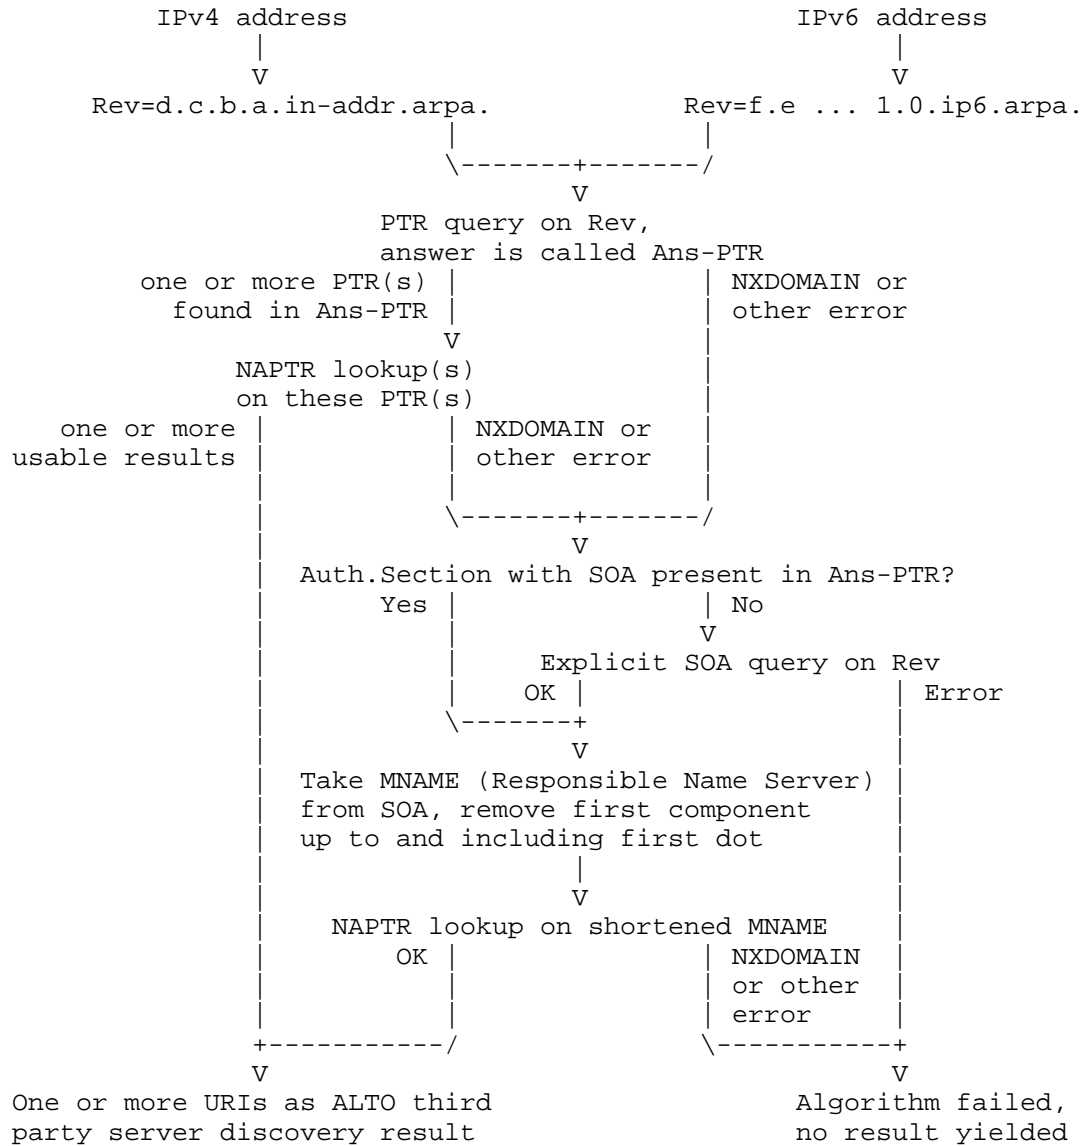 IPv4 address                            IPv6 address
               |                                       |
               V                                       V
     Rev=d.c.b.a.in-addr.arpa.            Rev=f.e ... 1.0.ip6.arpa.
                           |               |
                           \-------+-------/
                                   V
                       PTR query on Rev,
                       answer is called Ans-PTR
        one or more PTR(s) |               | NXDOMAIN or
          found in Ans-PTR |               | other error
                           V               |
              NAPTR lookup(s)              |
              on these PTR(s)              |
   one or more |           | NXDOMAIN or   |
usable results |           | other error   |
               |           |               |
               |           \-------+-------/
               |                   V
               |  Auth.Section with SOA present in Ans-PTR?
               |       Yes |               | No
               |           |               V
               |           |     Explicit SOA query on Rev
               |           |    OK |                   | Error
               |           \-------+                   |
               |                   V                   |
               |  Take MNAME (Responsible Name Server) |
               |  from SOA, remove first component     |
               |  up to and including first dot        |
               |                   |                   |
               |                   V                   |
               |    NAPTR lookup on shortened MNAME    |
               |        OK |               | NXDOMAIN  |
               |           |               | or other  |
               |           |               | error     |
               +-----------/               \-----------+
               V                                       V
One or more URIs as ALTO third                   Algorithm failed,
party server discovery result                    no result yielded